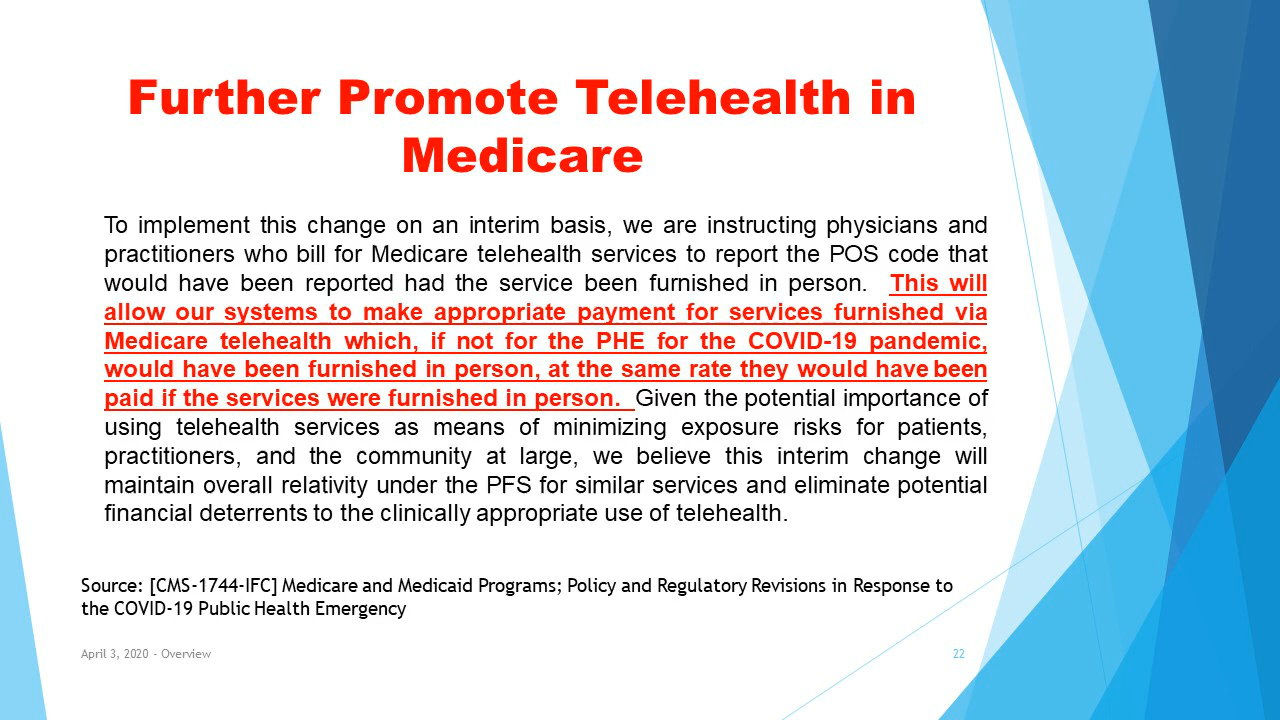 Further Promote Telehealth in
Medicare
To implement this change on an interim basis, we are instructing physicians and
practitioners who bill for Medicare telehealth services to report the POS code that
would have been reported had the service been furnished in person. This will
allow our systems to make appropriate payment for services furnished via
Medicare telehealth which, if not for the PHE for the COVID-19 pandemic,
would have been furnished in person, at the same rate they would have been
paid if the services were furnished in person. Given the potential importance of
using telehealth services as means of minimizing exposure risks for patients,
practitioners, and the community at large, we believe this interim change will
maintain overall relativity under the PFS for similar services and eliminate potential
financial deterrents to the clinically appropriate use of telehealth.
Source: [CMS-1744-IFC] Medicare and Medicaid Programs; Policy and Regulatory Revisions in Response to
the COVID-19 Public Health Emergency
April 3, 2020 - Overview
22